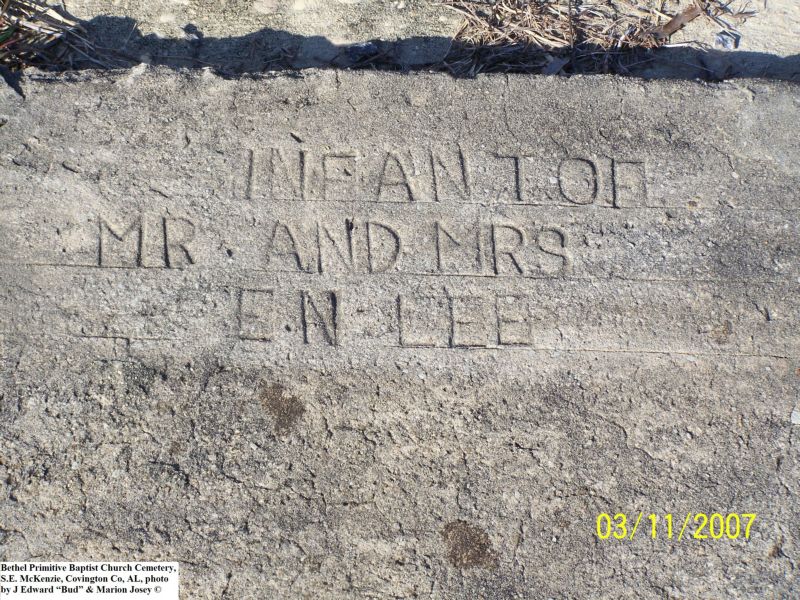 INFANT OF
MR. AND MRS
E.N. LEE
03/11/2007
Bethel Primitive Baptist Church Cemetery,
S.E. McKenzie, Covington Co, AL, photo
by J Edward “Bud” & Marion Josey ©